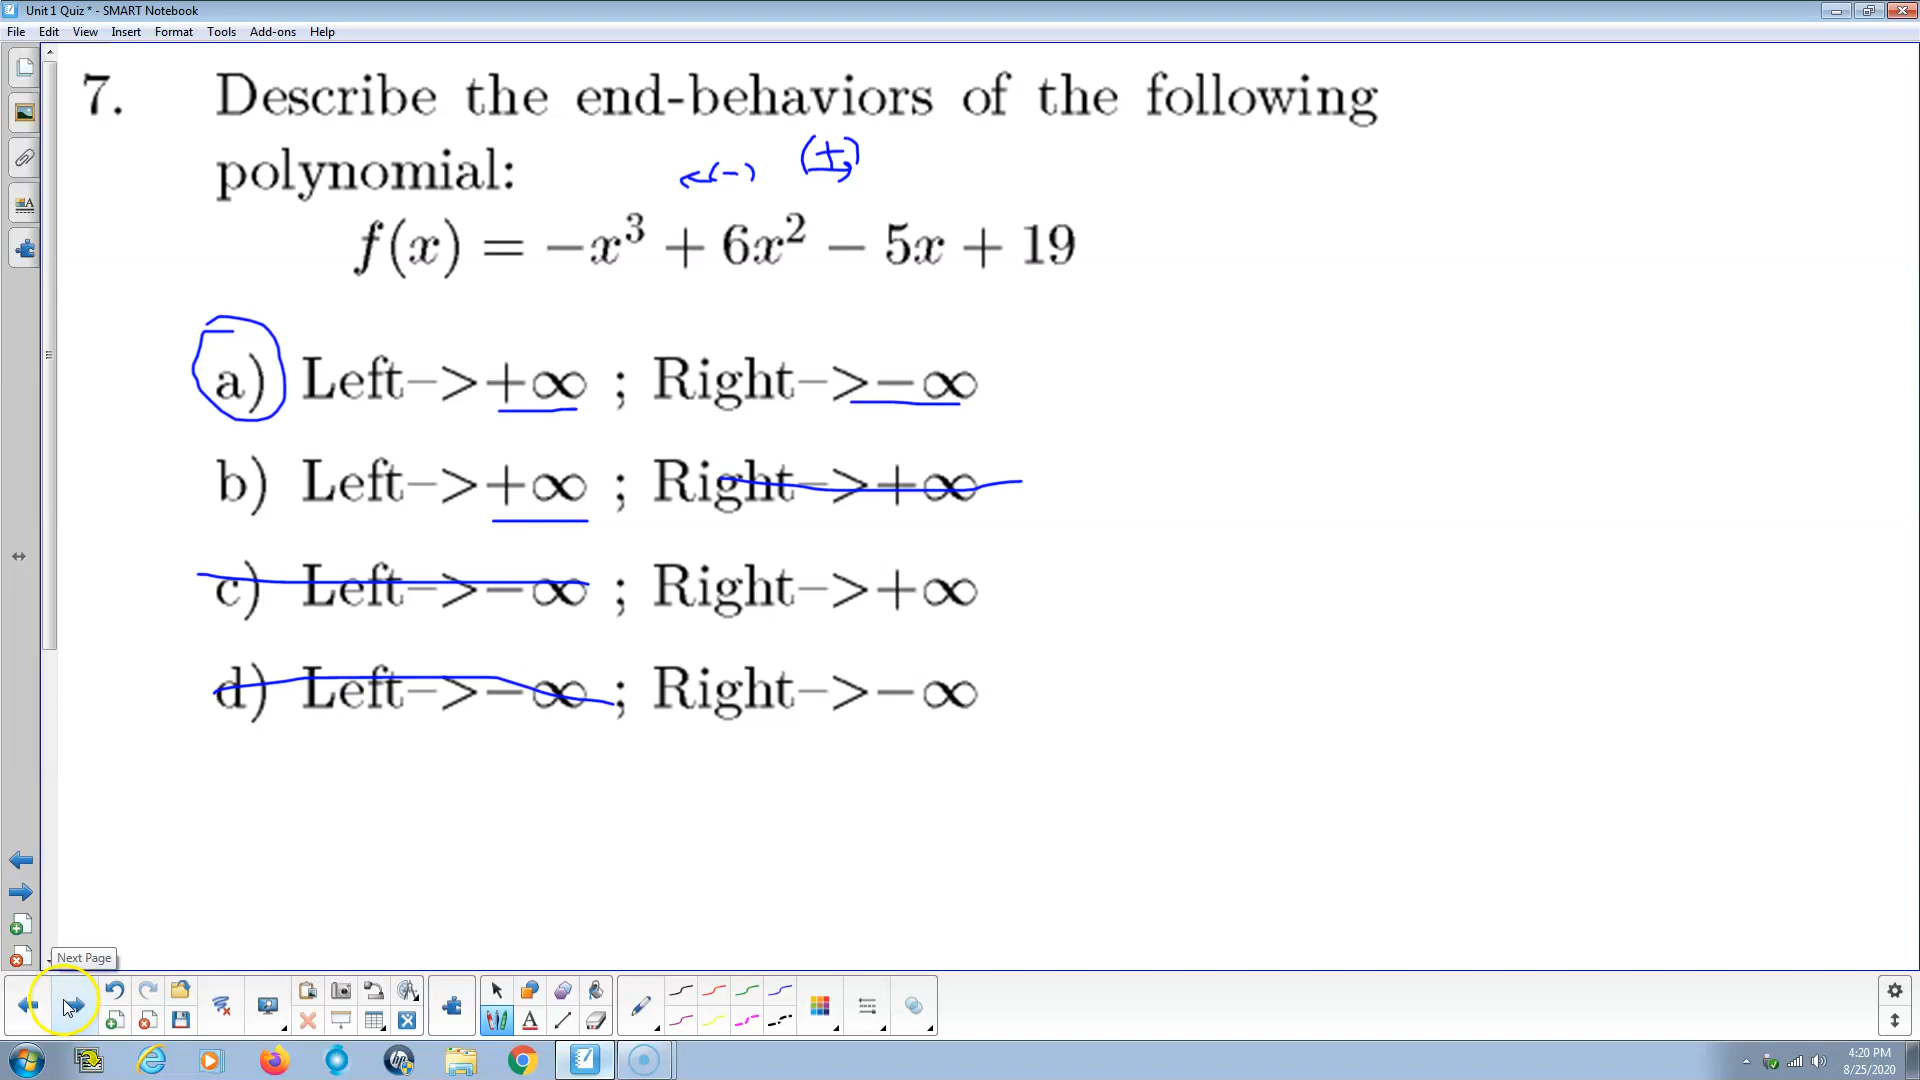 Unit 1 Quiz * - SMART Notebook
File Edit View Insert Format Tools Add-ons Help
7. Describe the end-behaviors of the following
polynomial:
(-) (+)
f(x) = −x³ + 6x² − 5x + 19
a) Left–>+∞ ; Right–>−∞
b) Left–>+∞ ; Right–>+∞
c) Left–>−∞ ; Right–>+∞
d) Left–>−∞ ; Right–>−∞
Next Page
4:20 PM
8/25/2020